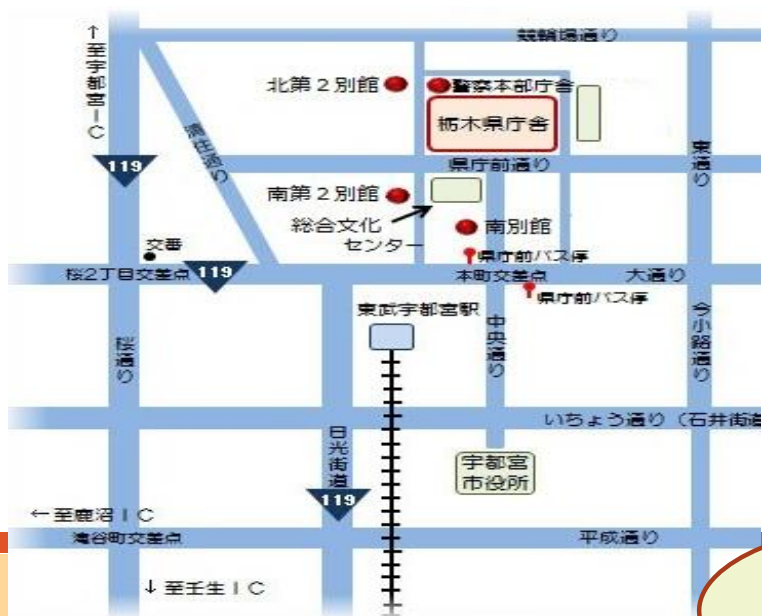 ↑至宇都宮IC
競輪場通り
北第2別館
警察本部庁舎
栃木県庁舎
清住通り
東通り
119
県庁前通り
南第2別館
総合文化
センター
南別館
交番
県庁前バス停
桜2丁目交差点
119
本町交差点
大通り
県庁前バス停
東武宇都宮駅
桜通り
中央通り
今小路通り
いちょう通り（石井街道
日光街道
宇都宮
市役所
119
←至鹿沼IC
滝谷町交差点
平成通り
↓至壬生IC